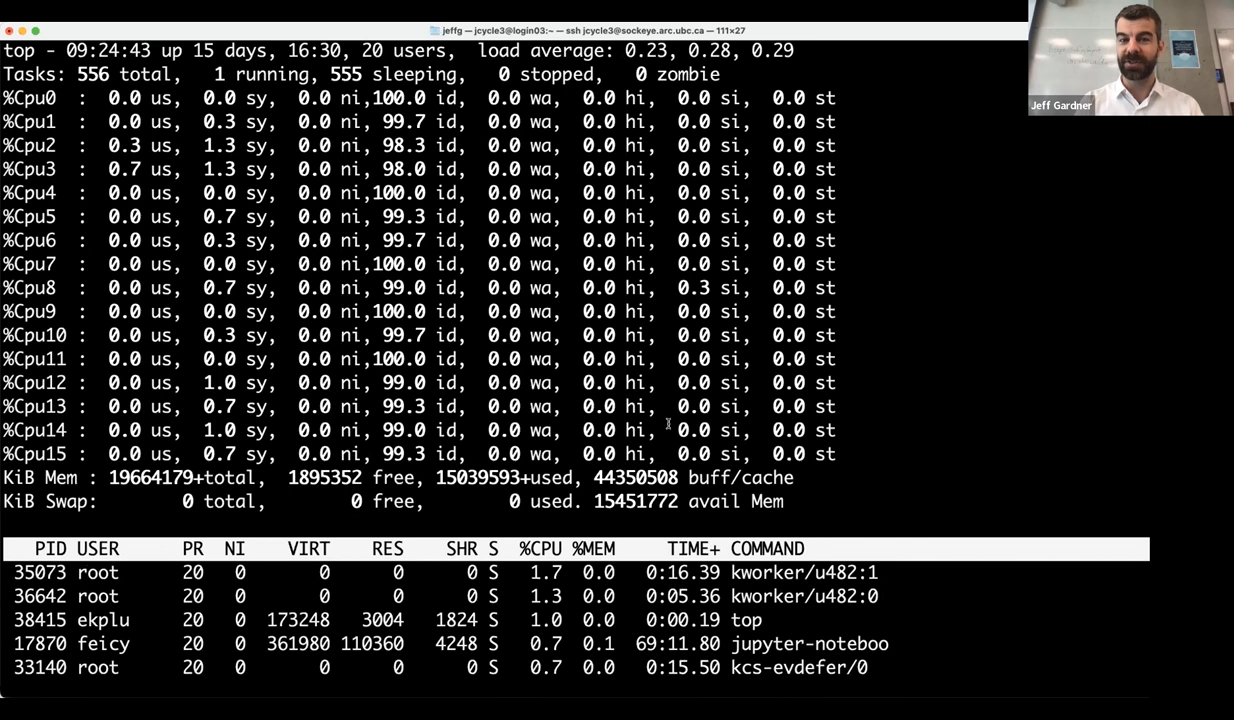 jeffg — jcycle3@login03:~ — ssh jcycle3@sockeye.arc.ubc.ca — 111×27
top - 09:24:43 up 15 days, 16:30, 20 users,  load average: 0.23, 0.28, 0.29
Tasks: 556 total,   1 running, 555 sleeping,   0 stopped,   0 zombie
%Cpu0  :  0.0 us,  0.0 sy,  0.0 ni,100.0 id,  0.0 wa,  0.0 hi,  0.0 si,  0.0 st
%Cpu1  :  0.0 us,  0.3 sy,  0.0 ni, 99.7 id,  0.0 wa,  0.0 hi,  0.0 si,  0.0 st
%Cpu2  :  0.3 us,  1.3 sy,  0.0 ni, 98.3 id,  0.0 wa,  0.0 hi,  0.0 si,  0.0 st
%Cpu3  :  0.7 us,  1.3 sy,  0.0 ni, 98.0 id,  0.0 wa,  0.0 hi,  0.0 si,  0.0 st
%Cpu4  :  0.0 us,  0.0 sy,  0.0 ni,100.0 id,  0.0 wa,  0.0 hi,  0.0 si,  0.0 st
%Cpu5  :  0.0 us,  0.7 sy,  0.0 ni, 99.3 id,  0.0 wa,  0.0 hi,  0.0 si,  0.0 st
%Cpu6  :  0.0 us,  0.3 sy,  0.0 ni, 99.7 id,  0.0 wa,  0.0 hi,  0.0 si,  0.0 st
%Cpu7  :  0.0 us,  0.0 sy,  0.0 ni,100.0 id,  0.0 wa,  0.0 hi,  0.0 si,  0.0 st
%Cpu8  :  0.0 us,  0.7 sy,  0.0 ni, 99.0 id,  0.0 wa,  0.0 hi,  0.3 si,  0.0 st
%Cpu9  :  0.0 us,  0.0 sy,  0.0 ni,100.0 id,  0.0 wa,  0.0 hi,  0.0 si,  0.0 st
%Cpu10 :  0.0 us,  0.3 sy,  0.0 ni, 99.7 id,  0.0 wa,  0.0 hi,  0.0 si,  0.0 st
%Cpu11 :  0.0 us,  0.0 sy,  0.0 ni,100.0 id,  0.0 wa,  0.0 hi,  0.0 si,  0.0 st
%Cpu12 :  0.0 us,  1.0 sy,  0.0 ni, 99.0 id,  0.0 wa,  0.0 hi,  0.0 si,  0.0 st
%Cpu13 :  0.0 us,  0.7 sy,  0.0 ni, 99.3 id,  0.0 wa,  0.0 hi,  0.0 si,  0.0 st
%Cpu14 :  0.0 us,  1.0 sy,  0.0 ni, 99.0 id,  0.0 wa,  0.0 hi,  0.0 si,  0.0 st
%Cpu15 :  0.0 us,  0.7 sy,  0.0 ni, 99.3 id,  0.0 wa,  0.0 hi,  0.0 si,  0.0 st
KiB Mem : 19664179+total,  1895352 free, 15039593+used, 44350508 buff/cache
KiB Swap:        0 total,        0 free,        0 used. 15451772 avail Mem
PID USER      PR  NI    VIRT    RES    SHR S  %CPU %MEM     TIME+ COMMAND
35073 root      20   0       0      0      0 S   1.7  0.0   0:16.39 kworker/u482:1
36642 root      20   0       0      0      0 S   1.3  0.0   0:05.36 kworker/u482:0
38415 ekplu     20   0  173248   3004   1824 S   1.0  0.0   0:00.19 top
17870 feicy     20   0  361980 110360   4248 S   0.7  0.1  69:11.80 jupyter-noteboo
33140 root      20   0       0      0      0 S   0.7  0.0   0:15.50 kcs-evdefer/0
Jeff Gardner